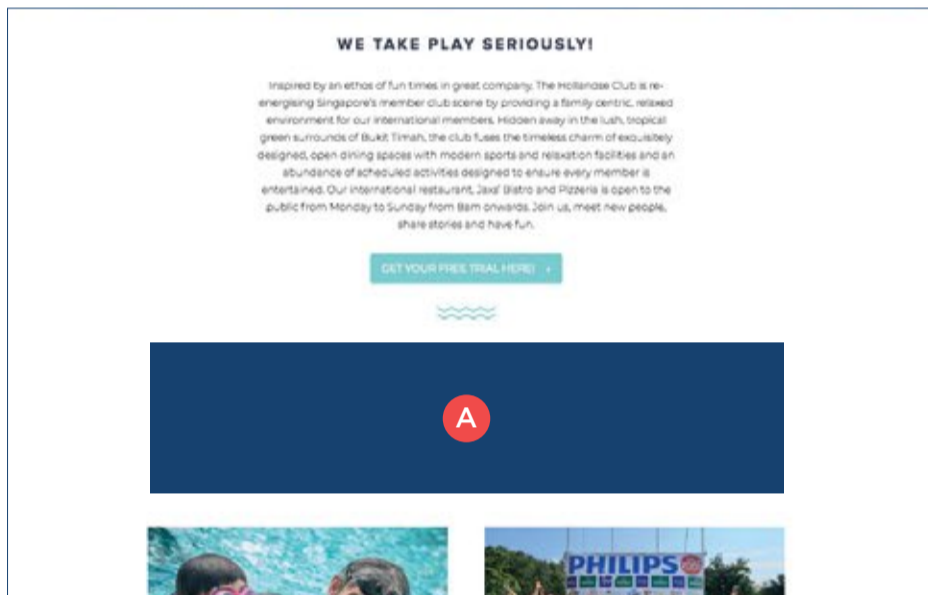 WE TAKE PLAY SERIOUSLY!
Inspired by an ethos of fun times in great company, The Hollandse Club is re-
energising Singapore's member club scene by providing a family centric, relaxed
environment for our international members. Hidden away in the lush, tropical
green surrounds of Bukit Timah, the club fuses the timeless charm of exquisitely
designed, open dining spaces with modern sports and relaxation facilities and an
abundance of scheduled activities designed to ensure every member is
entertained. Our international restaurant, Jaxs' Bistro and Pizzeria is open to the
public from Monday to Sunday from 8am onwards. Join us, meet new people,
share stories and have fun.
GET YOUR FREE TRIAL HERE!
A
PHILIPS